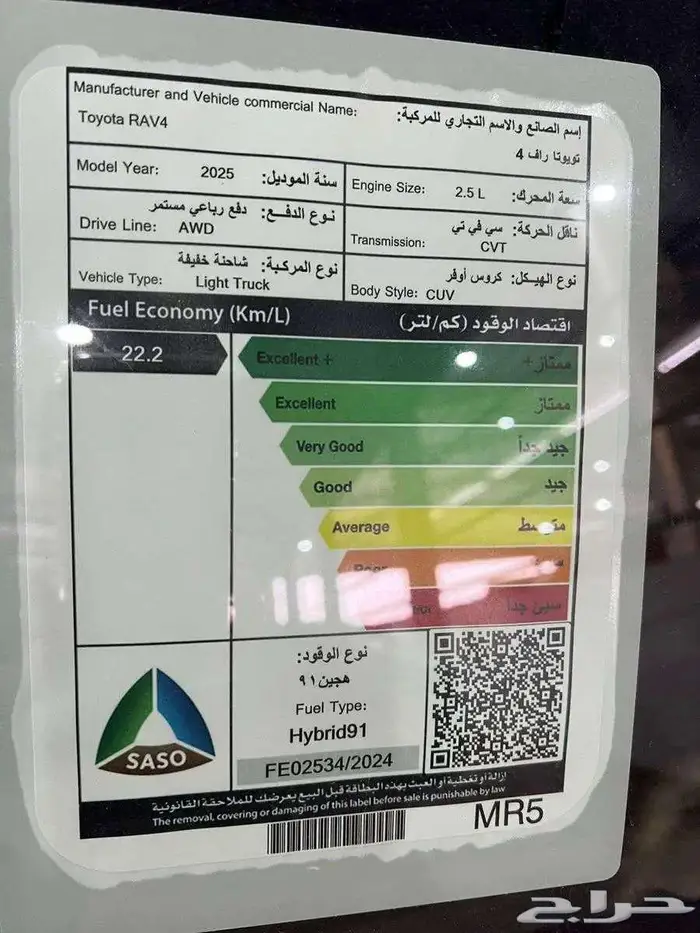 Manufacturer and Vehicle commercial Name:
إسم الصانع والاسم التجاري للمركبة:
Toyota RAV4
تويوتا راف 4
Model Year: 2025 سنة الموديل:
Engine Size: 2.5 L سعة المحرك:
نوع الدفع: دفع رباعي مستمر
Drive Line: AWD
ناقل الحركة: سي في تي
Transmission: CVT
نوع المركبة: شاحنة خفيفة
Vehicle Type: Light Truck
نوع الهيكل: كروس أوفر
Body Style: CUV
Fuel Economy (Km/L) اقتصاد الوقود (كم/لتر)
22.2
Excellent + ممتاز+
Excellent ممتاز
Very Good جيد جداً
Good جيد
Average متوسط
Poor
سيئ جداً
نوع الوقود:
هجين ٩١
Fuel Type:
Hybrid91
FE02534/2024
SASO
إزالة أو تغطية أو العبث بهذه البطاقة قبل البيع يعرضك للملاحقة القانونية
The removal, covering or damaging of this label before sale is punishable by law
MR5
حراج